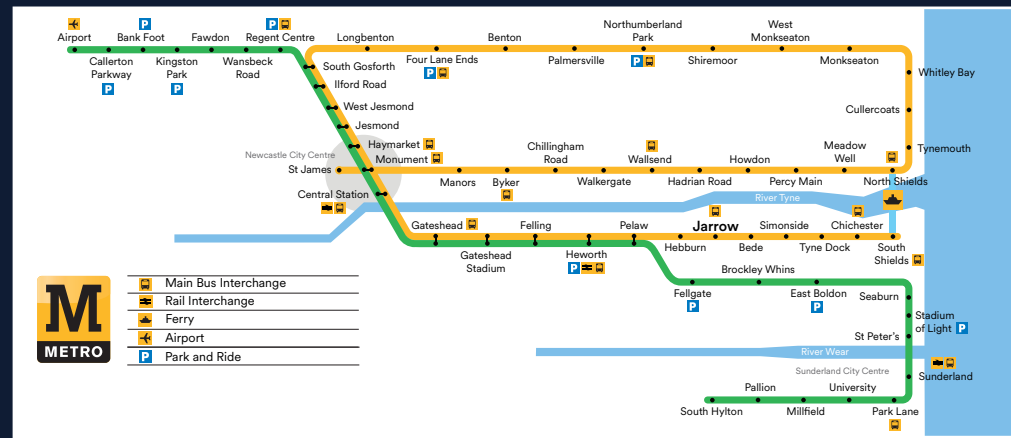 Airport
Callerton
Parkway
P
Bank Foot
P
Kingston
Park
P
Fawdon
Wansbeck
Road
Regent Centre
P
Longbenton
Four Lane Ends
P
Benton
Palmersville
Northumberland
Park
P
Shiremoor
West
Monkseaton
Monkseaton
Whitley Bay
Cullercoats
Tynemouth
South Gosforth
Ilford Road
West Jesmond
Jesmond
Haymarket
Newcastle City Centre
Monument
St James
Central Station
Manors
Byker
Chillingham
Road
Walkergate
Wallsend
Hadrian Road
Howdon
Percy Main
Meadow
Well
North Shields
River Tyne
Gateshead
Gateshead
Stadium
Felling
Heworth
P
Pelaw
Hebburn
Jarrow
Bede
Simonside
Tyne Dock
Chichester
South
Shields
Fellgate
P
Brockley Whins
East Boldon
P
Seaburn
Stadium
of Light P
St Peter's
River Wear
Sunderland City Centre
Sunderland
Park Lane
University
Millfield
Pallion
South Hylton
M
METRO
Main Bus Interchange
Rail Interchange
Ferry
Airport
P Park and Ride